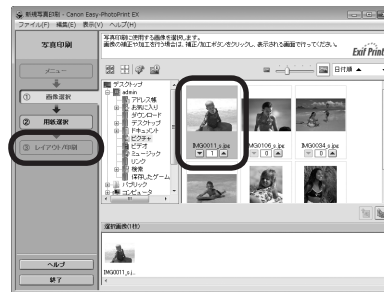 新規写真印刷 - Canon Easy-PhotoPrint EX
ファイル(F) 編集(E) 表示(V) ヘルプ(H)
写真印刷
印刷に使用する画像を選択します。
画像の補正や加工を行う場合は、補正/加工ボタンをクリックし、表示される画面で行ってください。
Exif Print
メニュー
日付順
① 画像選択
② 用紙選択
③ レイアウト/印刷
デスクトップ
admin
アドレス帳
お気に入り
ダウンロード
デスクトップ
ドキュメント
ピクチャ
ビデオ
ミュージック
リンク
検索
保存したゲーム
パブリック
コンピュータ
IMG0011_s.jpg
1
IMG0106_s.jpg
0
IMG0034_s.jpg
0
選択画像(1枚)
IMG0011_s.j..
ヘルプ
終了